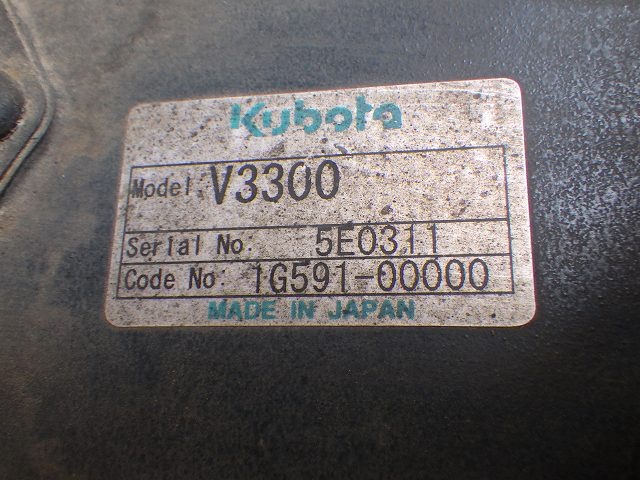 Kubota
Model V3300
Serial No. 5E0311
Code No. 1G591-00000
MADE IN JAPAN